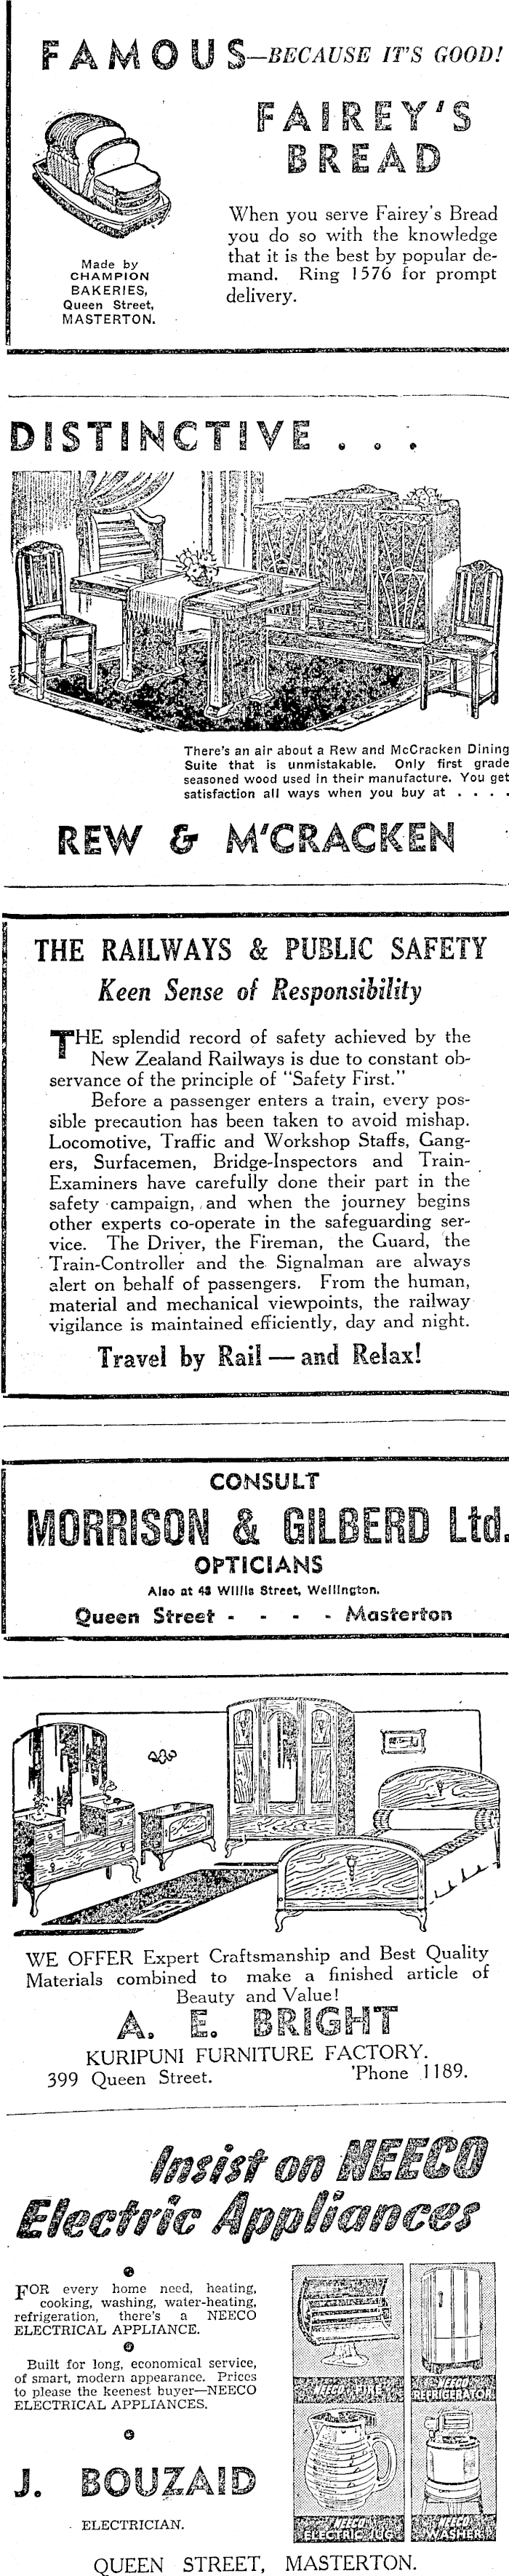 FAMOUS—BECAUSE IT'S GOOD!
FAIREY'S
BREAD
When you serve Fairey's Bread
you do so with the knowledge
that it is the best by popular de-
mand. Ring 1576 for prompt
delivery.
Made by
CHAMPION
BAKERIES,
Queen Street,
MASTERTON.
DISTINCTIVE . . .
There's an air about a Rew and McCracken Dining
Suite that is unmistakable. Only first grade
seasoned wood used in their manufacture. You get
satisfaction all ways when you buy at . . . .
REW & M'CRACKEN
THE RAILWAYS & PUBLIC SAFETY
Keen Sense of Responsibility
THE splendid record of safety achieved by the
New Zealand Railways is due to constant ob-
servance of the principle of "Safety First."
Before a passenger enters a train, every pos-
sible precaution has been taken to avoid mishap.
Locomotive, Traffic and Workshop Staffs, Gang-
ers, Surfacemen, Bridge-Inspectors and Train-
Examiners have carefully done their part in the
safety campaign, and when the journey begins
other experts co-operate in the safeguarding ser-
vice. The Driver, the Fireman, the Guard, the
Train-Controller and the Signalman are always
alert on behalf of passengers. From the human,
material and mechanical viewpoints, the railway
vigilance is maintained efficiently, day and night.
Travel by Rail — and Relax!
CONSULT
MORRISON & GILBERD Ltd.
OPTICIANS
Also at 43 Willis Street, Wellington.
Queen Street - - - - Masterton
WE OFFER Expert Craftsmanship and Best Quality
Materials combined to make a finished article of
Beauty and Value!
A. E. BRIGHT
KURIPUNI FURNITURE FACTORY.
399 Queen Street. 'Phone 1189.
Insist on NEECO
Electric Appliances
FOR every home need, heating,
cooking, washing, water-heating,
refrigeration, there's a NEECO
ELECTRICAL APPLIANCE.
Built for long, economical service,
of smart, modern appearance. Prices
to please the keenest buyer—NEECO
ELECTRICAL APPLIANCES.
J. BOUZAID
ELECTRICIAN.
NEECO FIRE
NEECO
REFRIGERATOR
NEECO
ELECTRIC JUG
NEECO
WASHER
QUEEN STREET, MASTERTON.